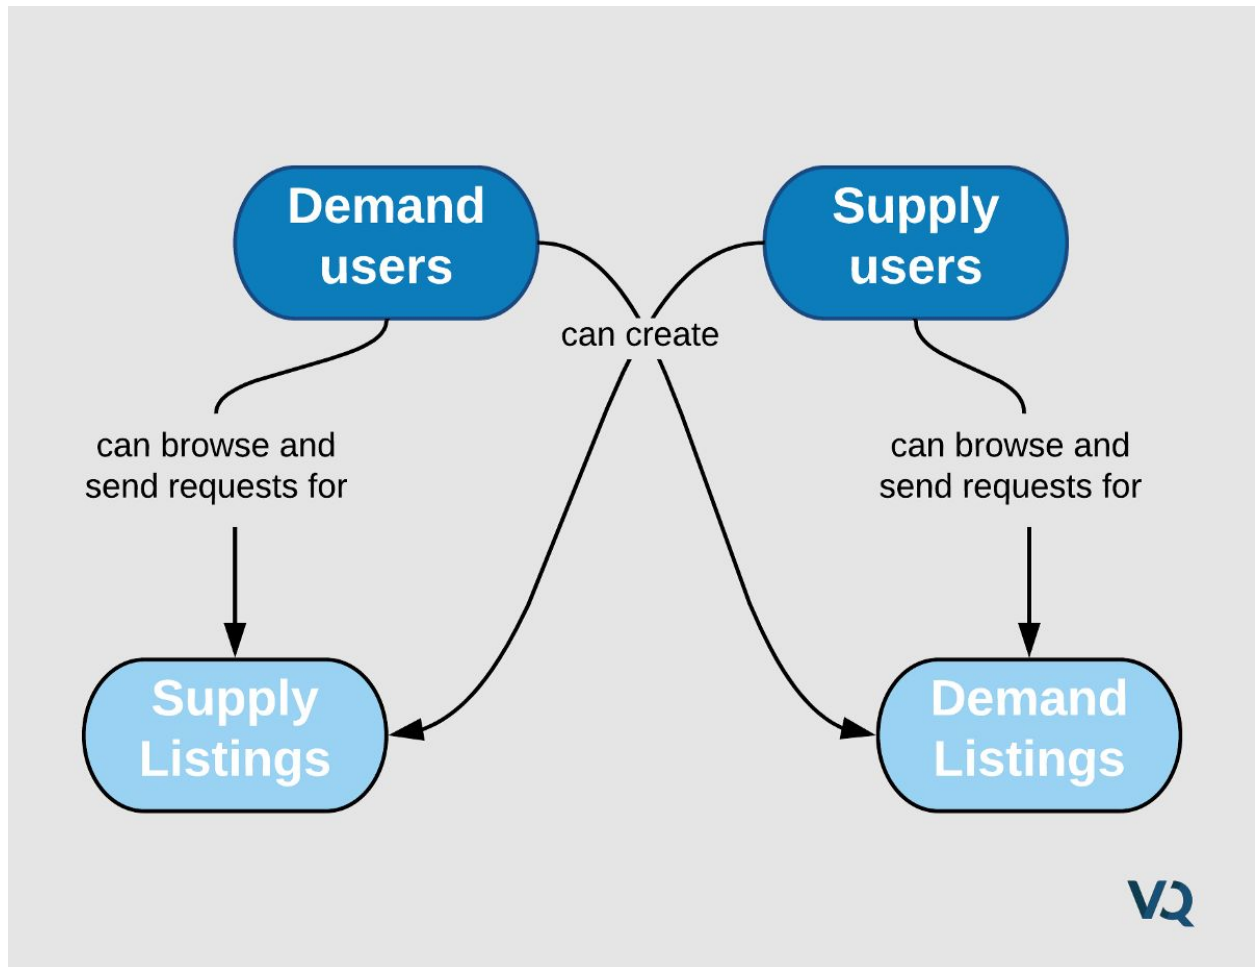 Demand
users
Supply
users
can create
can browse and
send requests for
can browse and
send requests for
Supply
Listings
Demand
Listings
VQ